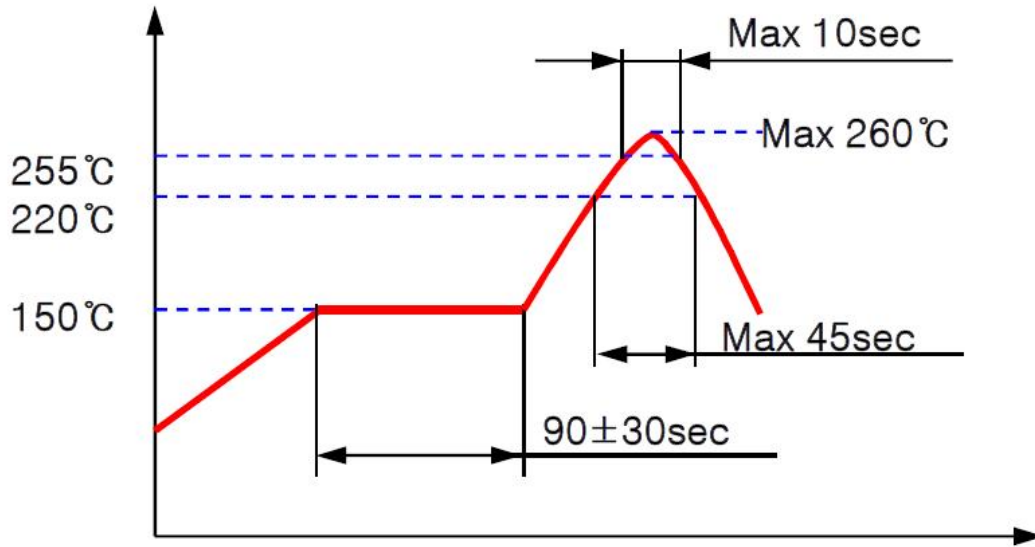 Max 10sec
Max 260℃
255℃
220℃
150℃
Max 45sec
90±30sec